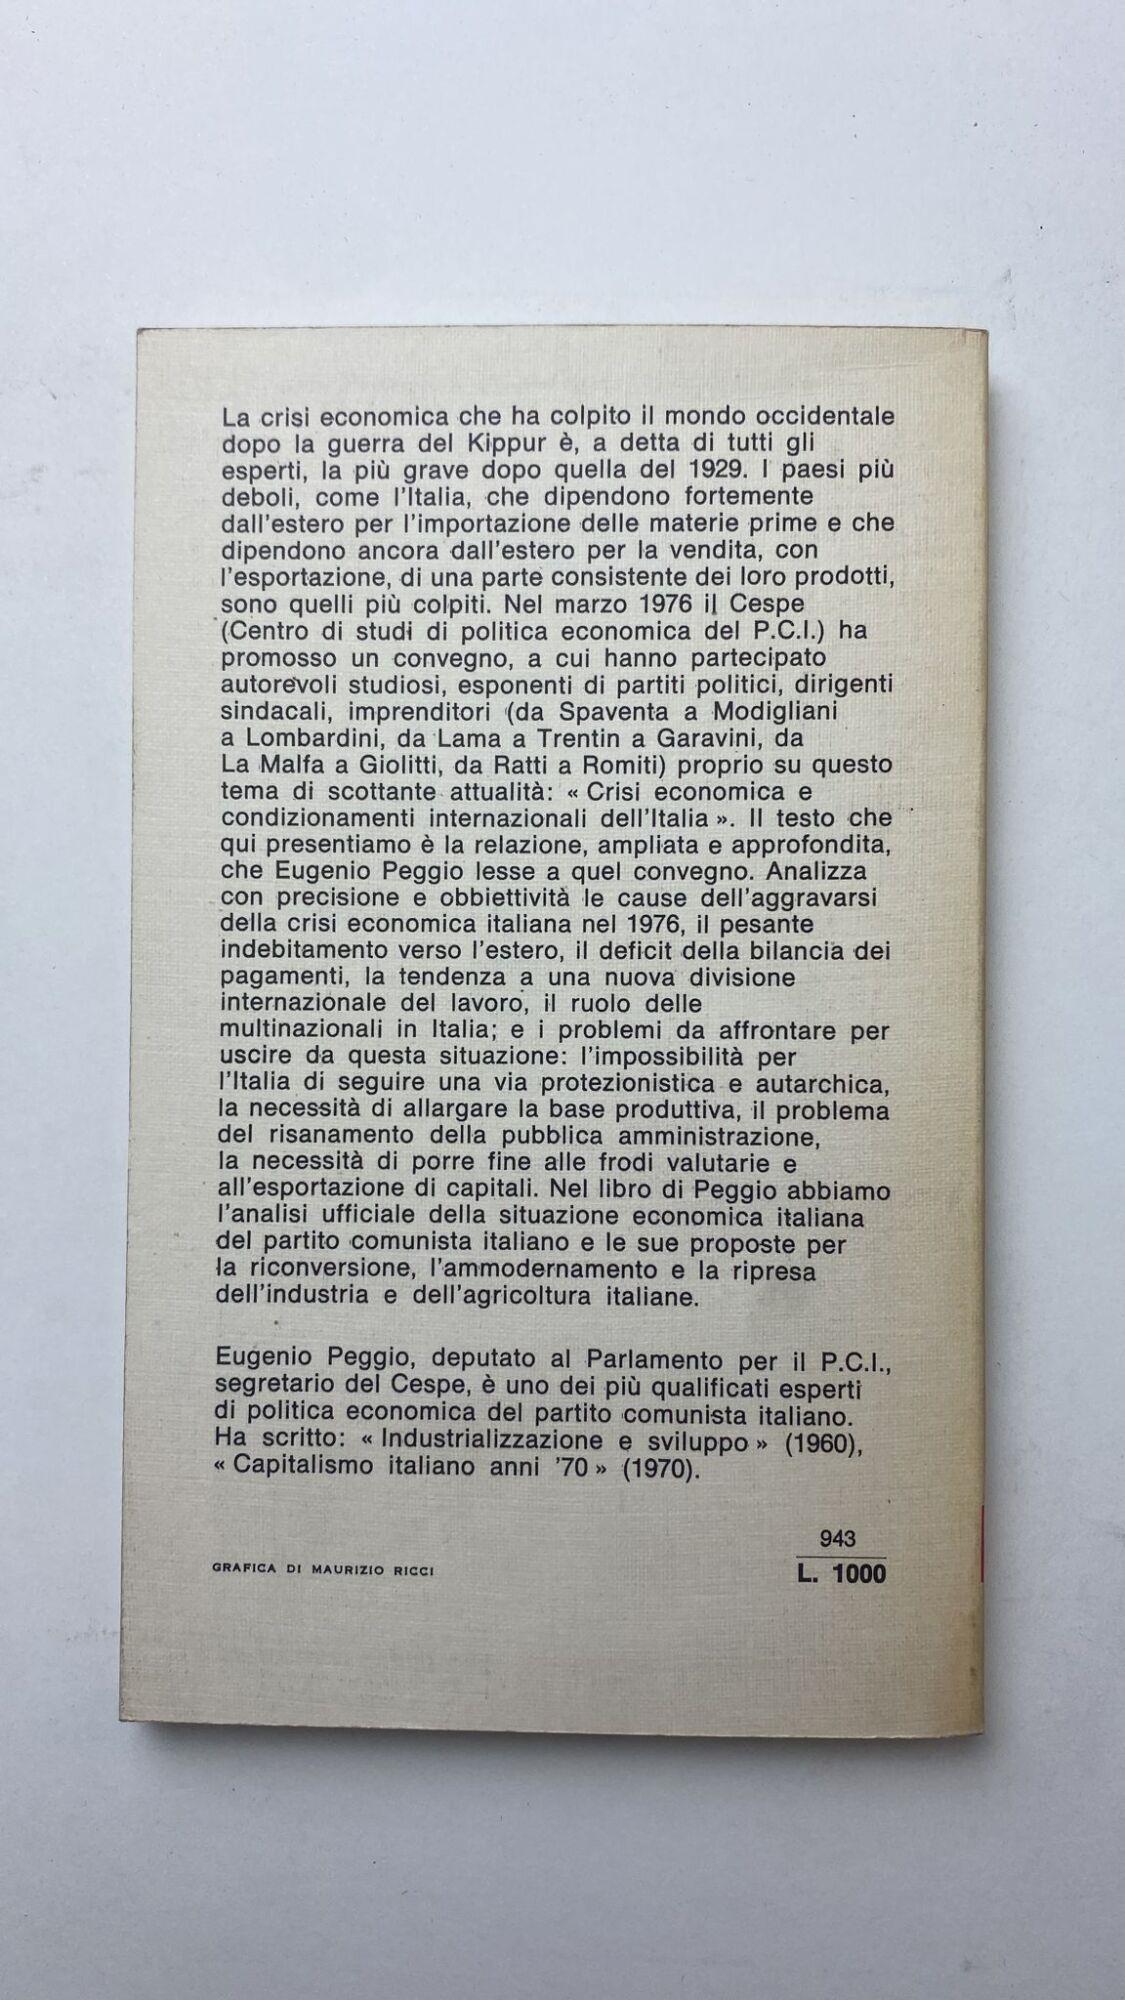 La crisi economica che ha colpito il mondo occidentale
dopo la guerra del Kippur è, a detta di tutti gli
esperti, la più grave dopo quella del 1929. I paesi più
deboli, come l'Italia, che dipendono fortemente
dall'estero per l'importazione delle materie prime e che
dipendono ancora dall'estero per la vendita, con
l'esportazione, di una parte consistente dei loro prodotti,
sono quelli più colpiti. Nel marzo 1976 il Cespe
(Centro di studi di politica economica del P.C.I.) ha
promosso un convegno, a cui hanno partecipato
autorevoli studiosi, esponenti di partiti politici, dirigenti
sindacali, imprenditori (da Spaventa a Modigliani
a Lombardini, da Lama a Trentin a Garavini, da
La Malfa a Giolitti, da Ratti a Romiti) proprio su questo
tema di scottante attualità: « Crisi economica e
condizionamenti internazionali dell'Italia ». Il testo che
qui presentiamo è la relazione, ampliata e approfondita,
che Eugenio Peggio lesse a quel convegno. Analizza
con precisione e obbiettività le cause dell'aggravarsi
della crisi economica italiana nel 1976, il pesante
indebitamento verso l'estero, il deficit della bilancia dei
pagamenti, la tendenza a una nuova divisione
internazionale del lavoro, il ruolo delle
multinazionali in Italia; e i problemi da affrontare per
uscire da questa situazione: l'impossibilità per
l'Italia di seguire una via protezionistica e autarchica,
la necessità di allargare la base produttiva, il problema
del risanamento della pubblica amministrazione,
la necessità di porre fine alle frodi valutarie e
all'esportazione di capitali. Nel libro di Peggio abbiamo
l'analisi ufficiale della situazione economica italiana
del partito comunista italiano e le sue proposte per
la riconversione, l'ammodernamento e la ripresa
dell'industria e dell'agricoltura italiane.
Eugenio Peggio, deputato al Parlamento per il P.C.I.,
segretario del Cespe, è uno dei più qualificati esperti
di politica economica del partito comunista italiano.
Ha scritto: « Industrializzazione e sviluppo » (1960),
« Capitalismo italiano anni '70 » (1970).
943
GRAFICA DI MAURIZIO RICCI
L. 1000